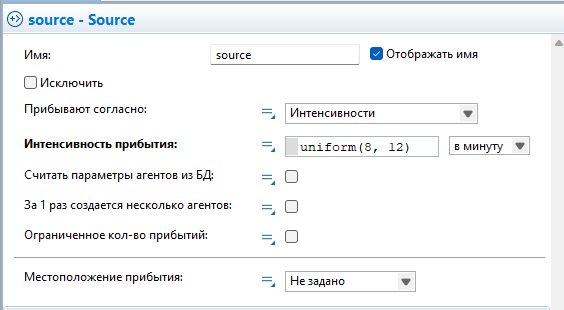 source - Source
Имя: source Отображать имя
Исключить
Прибывают согласно: Интенсивности
Интенсивность прибытия: uniform(8, 12) в минуту
Считать параметры агентов из БД:
За 1 раз создается несколько агентов:
Ограниченное кол-во прибытий:
Местоположение прибытия: Не задано